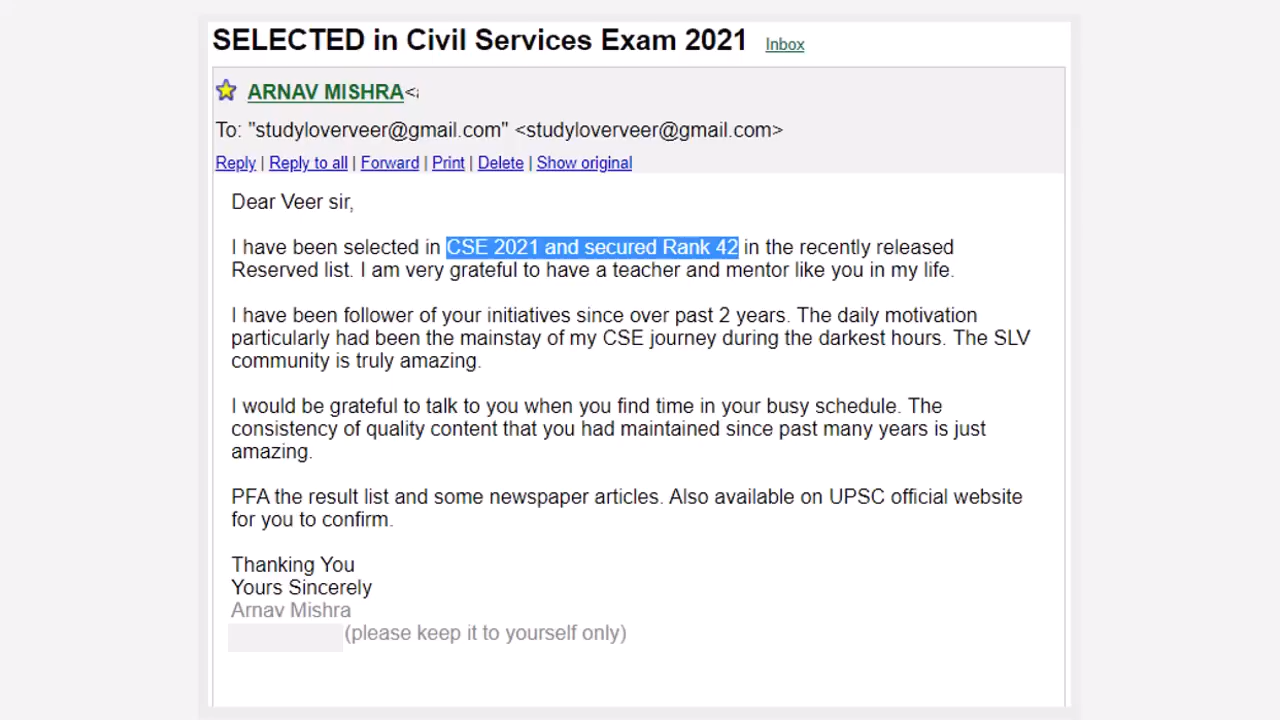 SELECTED in Civil Services Exam 2021 Inbox
ARNAV MISHRA<
To: "studyloverveer@gmail.com" <studyloverveer@gmail.com>
Reply | Reply to all | Forward | Print | Delete | Show original
Dear Veer sir,
I have been selected in CSE 2021 and secured Rank 42 in the recently released
Reserved list. I am very grateful to have a teacher and mentor like you in my life.
I have been follower of your initiatives since over past 2 years. The daily motivation
particularly had been the mainstay of my CSE journey during the darkest hours. The SLV
community is truly amazing.
I would be grateful to talk to you when you find time in your busy schedule. The
consistency of quality content that you had maintained since past many years is just
amazing.
PFA the result list and some newspaper articles. Also available on UPSC official website
for you to confirm.
Thanking You
Yours Sincerely
Arnav Mishra
(please keep it to yourself only)